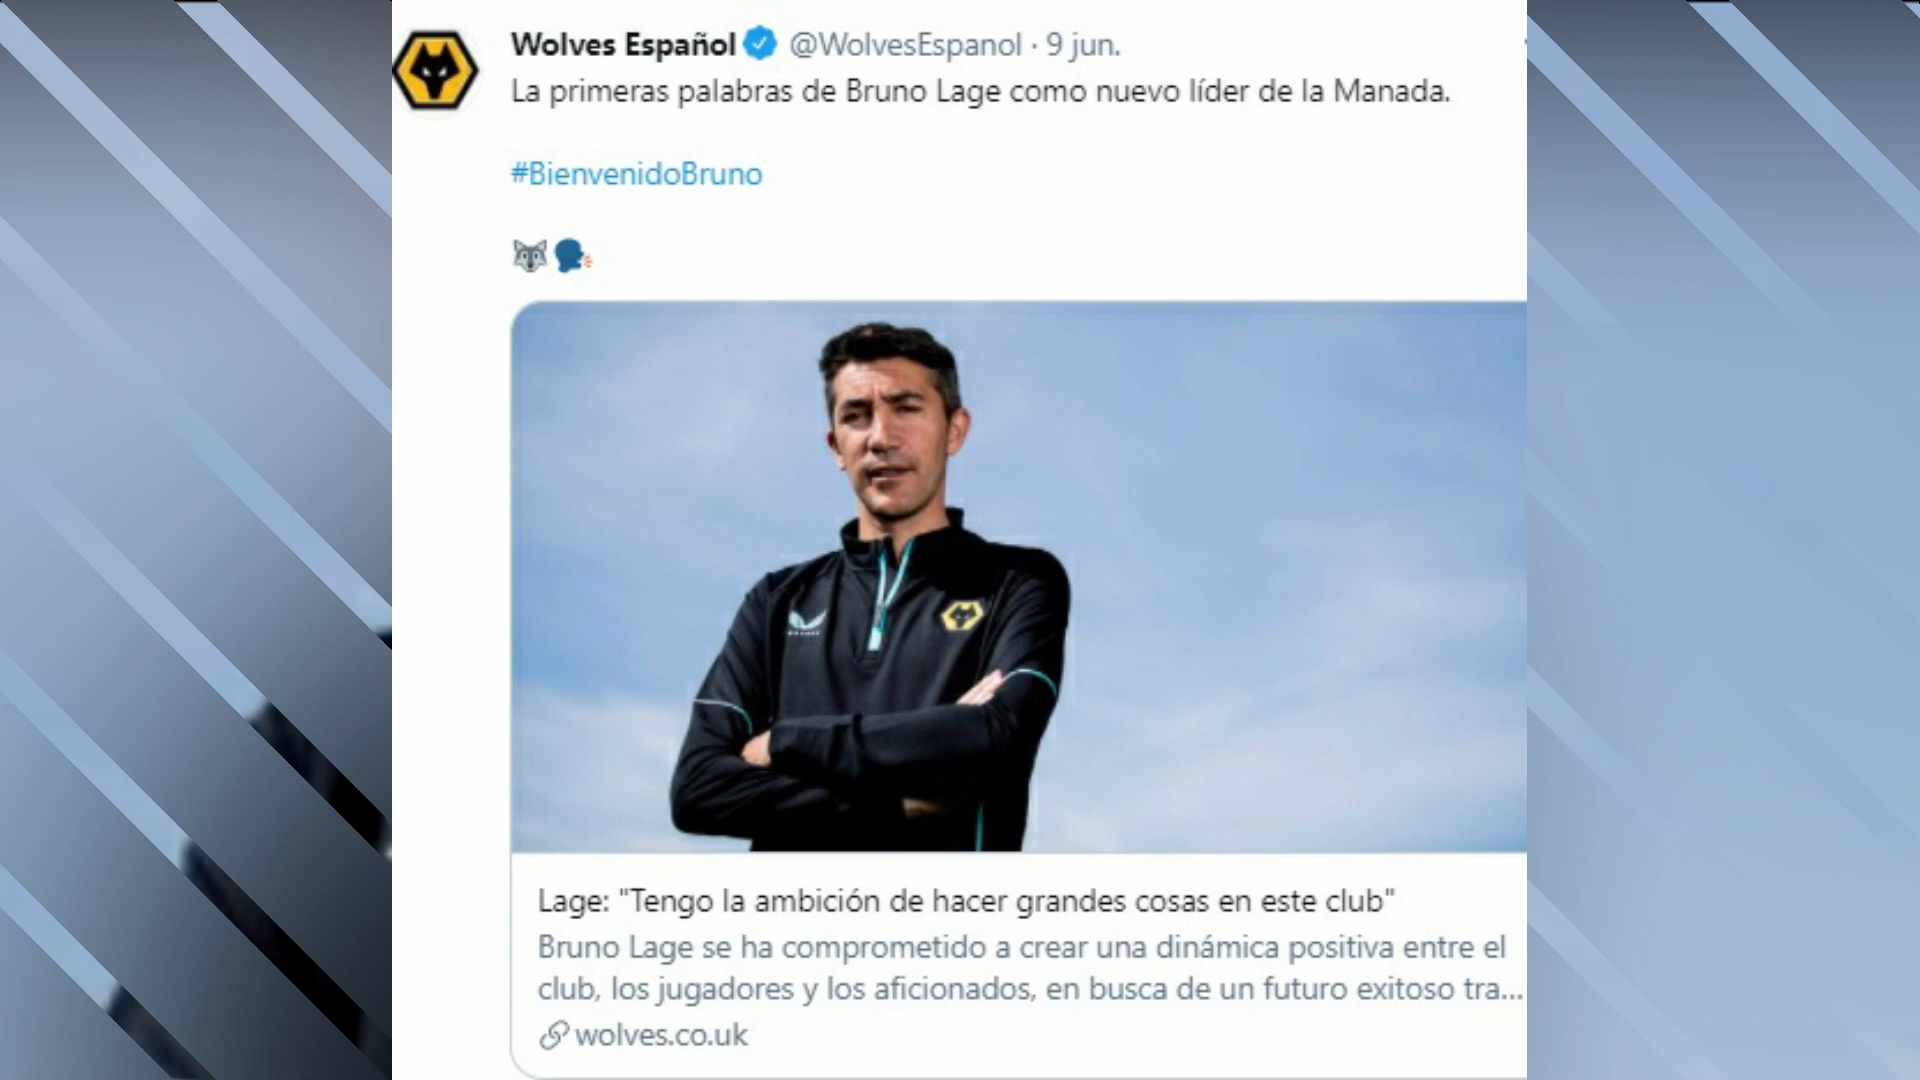 Wolves Español @WolvesEspanol · 9 jun.
La primeras palabras de Bruno Lage como nuevo líder de la Manada.
#BienvenidoBruno
Lage: "Tengo la ambición de hacer grandes cosas en este club"
Bruno Lage se ha comprometido a crear una dinámica positiva entre el
club, los jugadores y los aficionados, en busca de un futuro exitoso tra...
wolves.co.uk